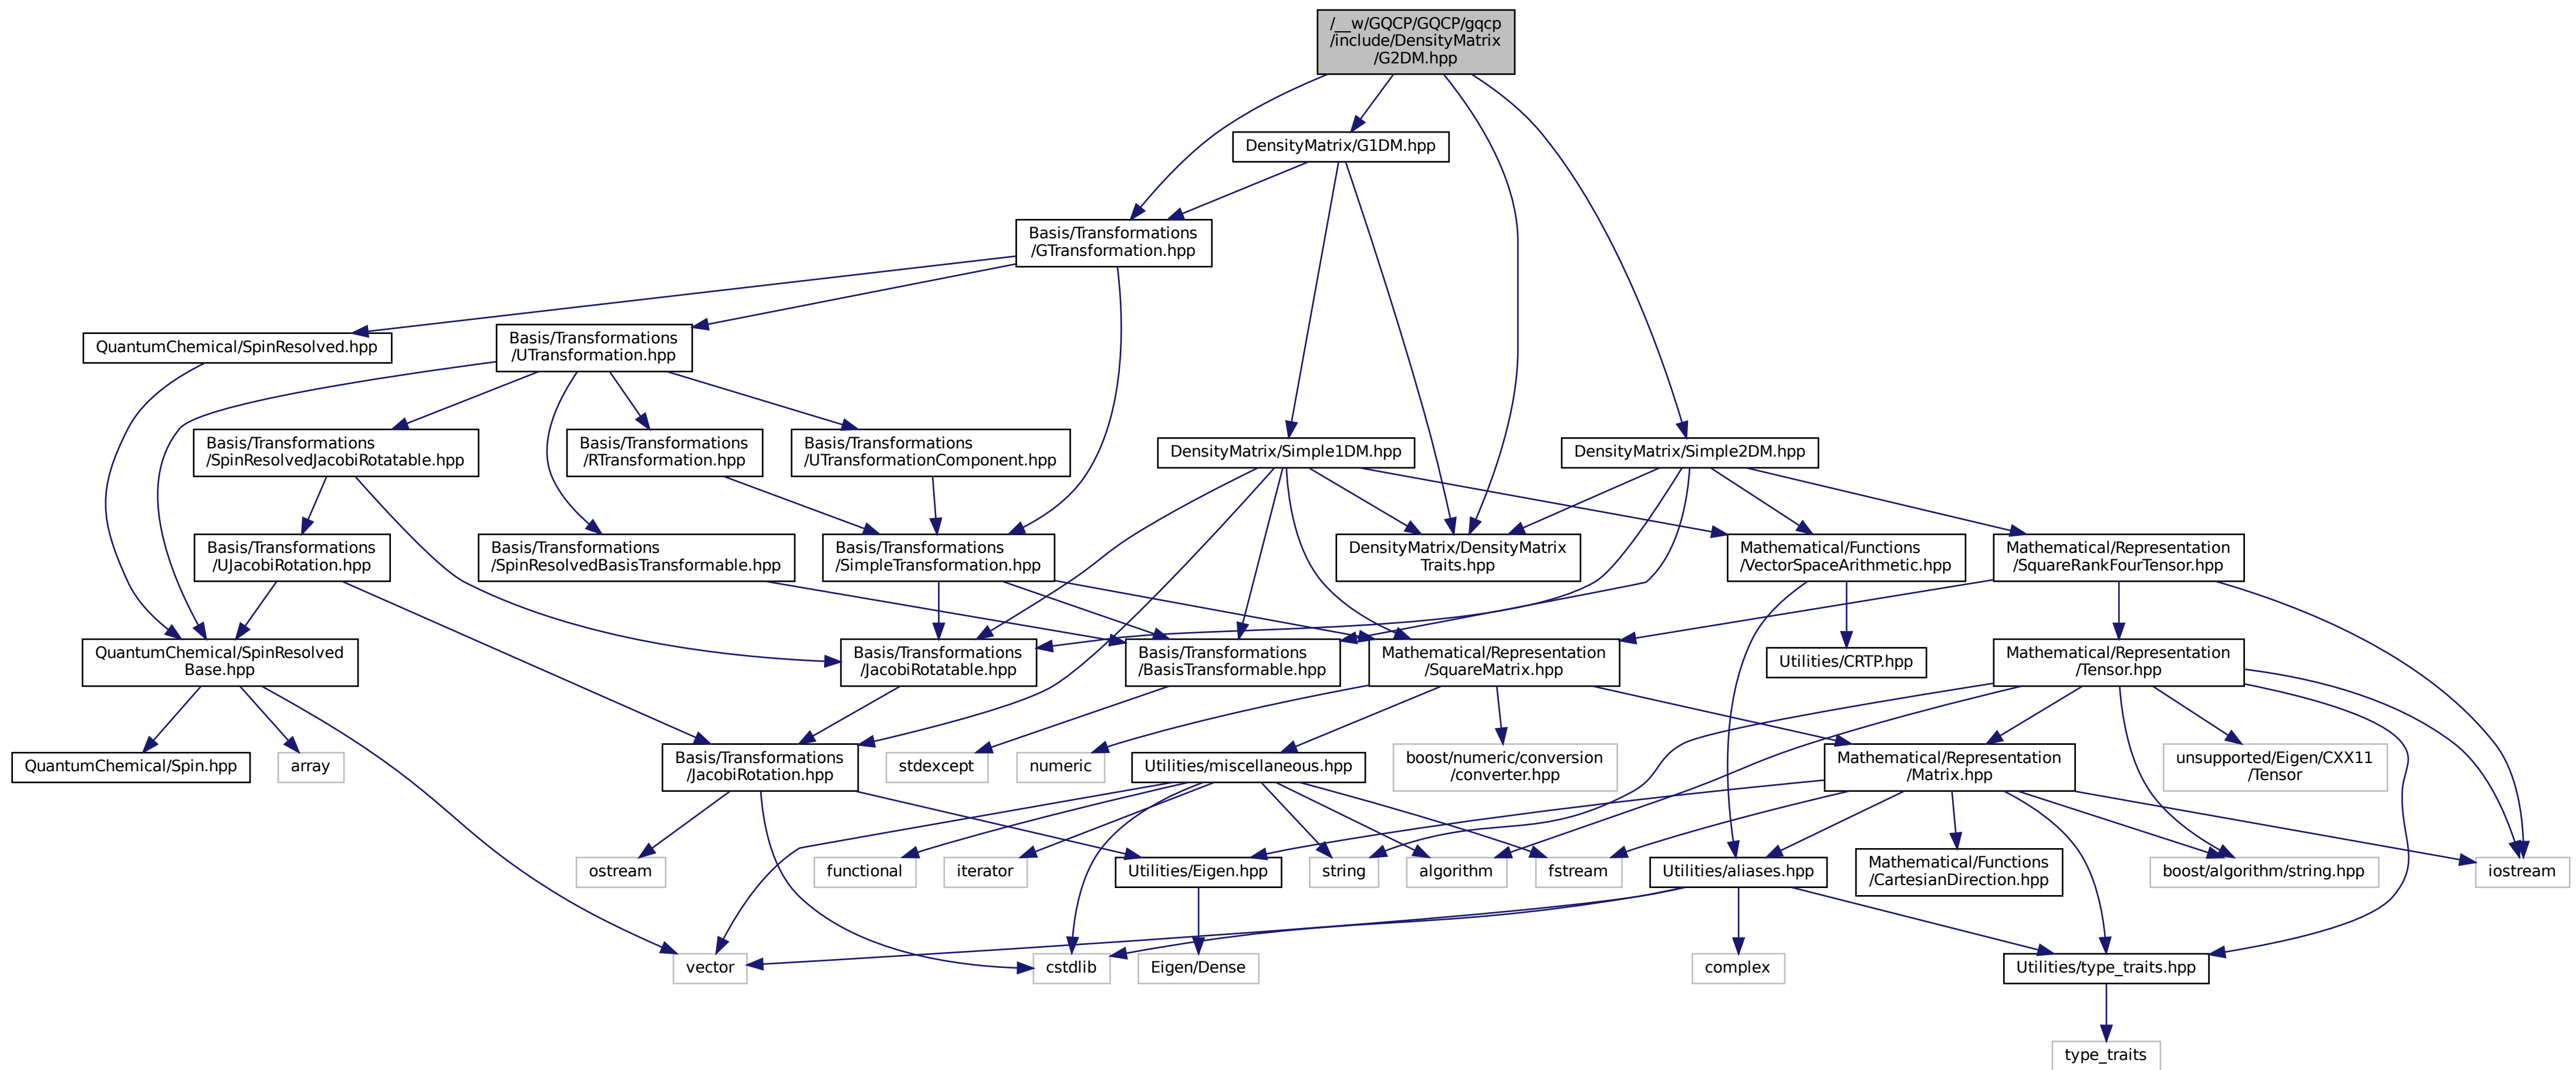 /__w/GQCP/GQCP/gqcp
/include/DensityMatrix
/G2DM.hpp
DensityMatrix/G1DM.hpp
Basis/Transformations
/GTransformation.hpp
QuantumChemical/SpinResolved.hpp
Basis/Transformations
/UTransformation.hpp
Basis/Transformations
/SpinResolvedJacobiRotatable.hpp
Basis/Transformations
/RTransformation.hpp
Basis/Transformations
/UTransformationComponent.hpp
DensityMatrix/Simple1DM.hpp
DensityMatrix/Simple2DM.hpp
Basis/Transformations
/UJacobiRotation.hpp
Basis/Transformations
/SpinResolvedBasisTransformable.hpp
Basis/Transformations
/SimpleTransformation.hpp
DensityMatrix/DensityMatrix
Traits.hpp
Mathematical/Functions
/VectorSpaceArithmetic.hpp
Mathematical/Representation
/SquareRankFourTensor.hpp
QuantumChemical/SpinResolved
Base.hpp
Basis/Transformations
/JacobiRotatable.hpp
Basis/Transformations
/BasisTransformable.hpp
Mathematical/Representation
/SquareMatrix.hpp
Utilities/CRTP.hpp
Mathematical/Representation
/Tensor.hpp
QuantumChemical/Spin.hpp
array
Basis/Transformations
/JacobiRotation.hpp
stdexcept
numeric
Utilities/miscellaneous.hpp
boost/numeric/conversion
/converter.hpp
Mathematical/Representation
/Matrix.hpp
unsupported/Eigen/CXX11
/Tensor
ostream
functional
iterator
Utilities/Eigen.hpp
string
algorithm
fstream
Utilities/aliases.hpp
Mathematical/Functions
/CartesianDirection.hpp
boost/algorithm/string.hpp
iostream
vector
cstdlib
Eigen/Dense
complex
Utilities/type_traits.hpp
type_traits